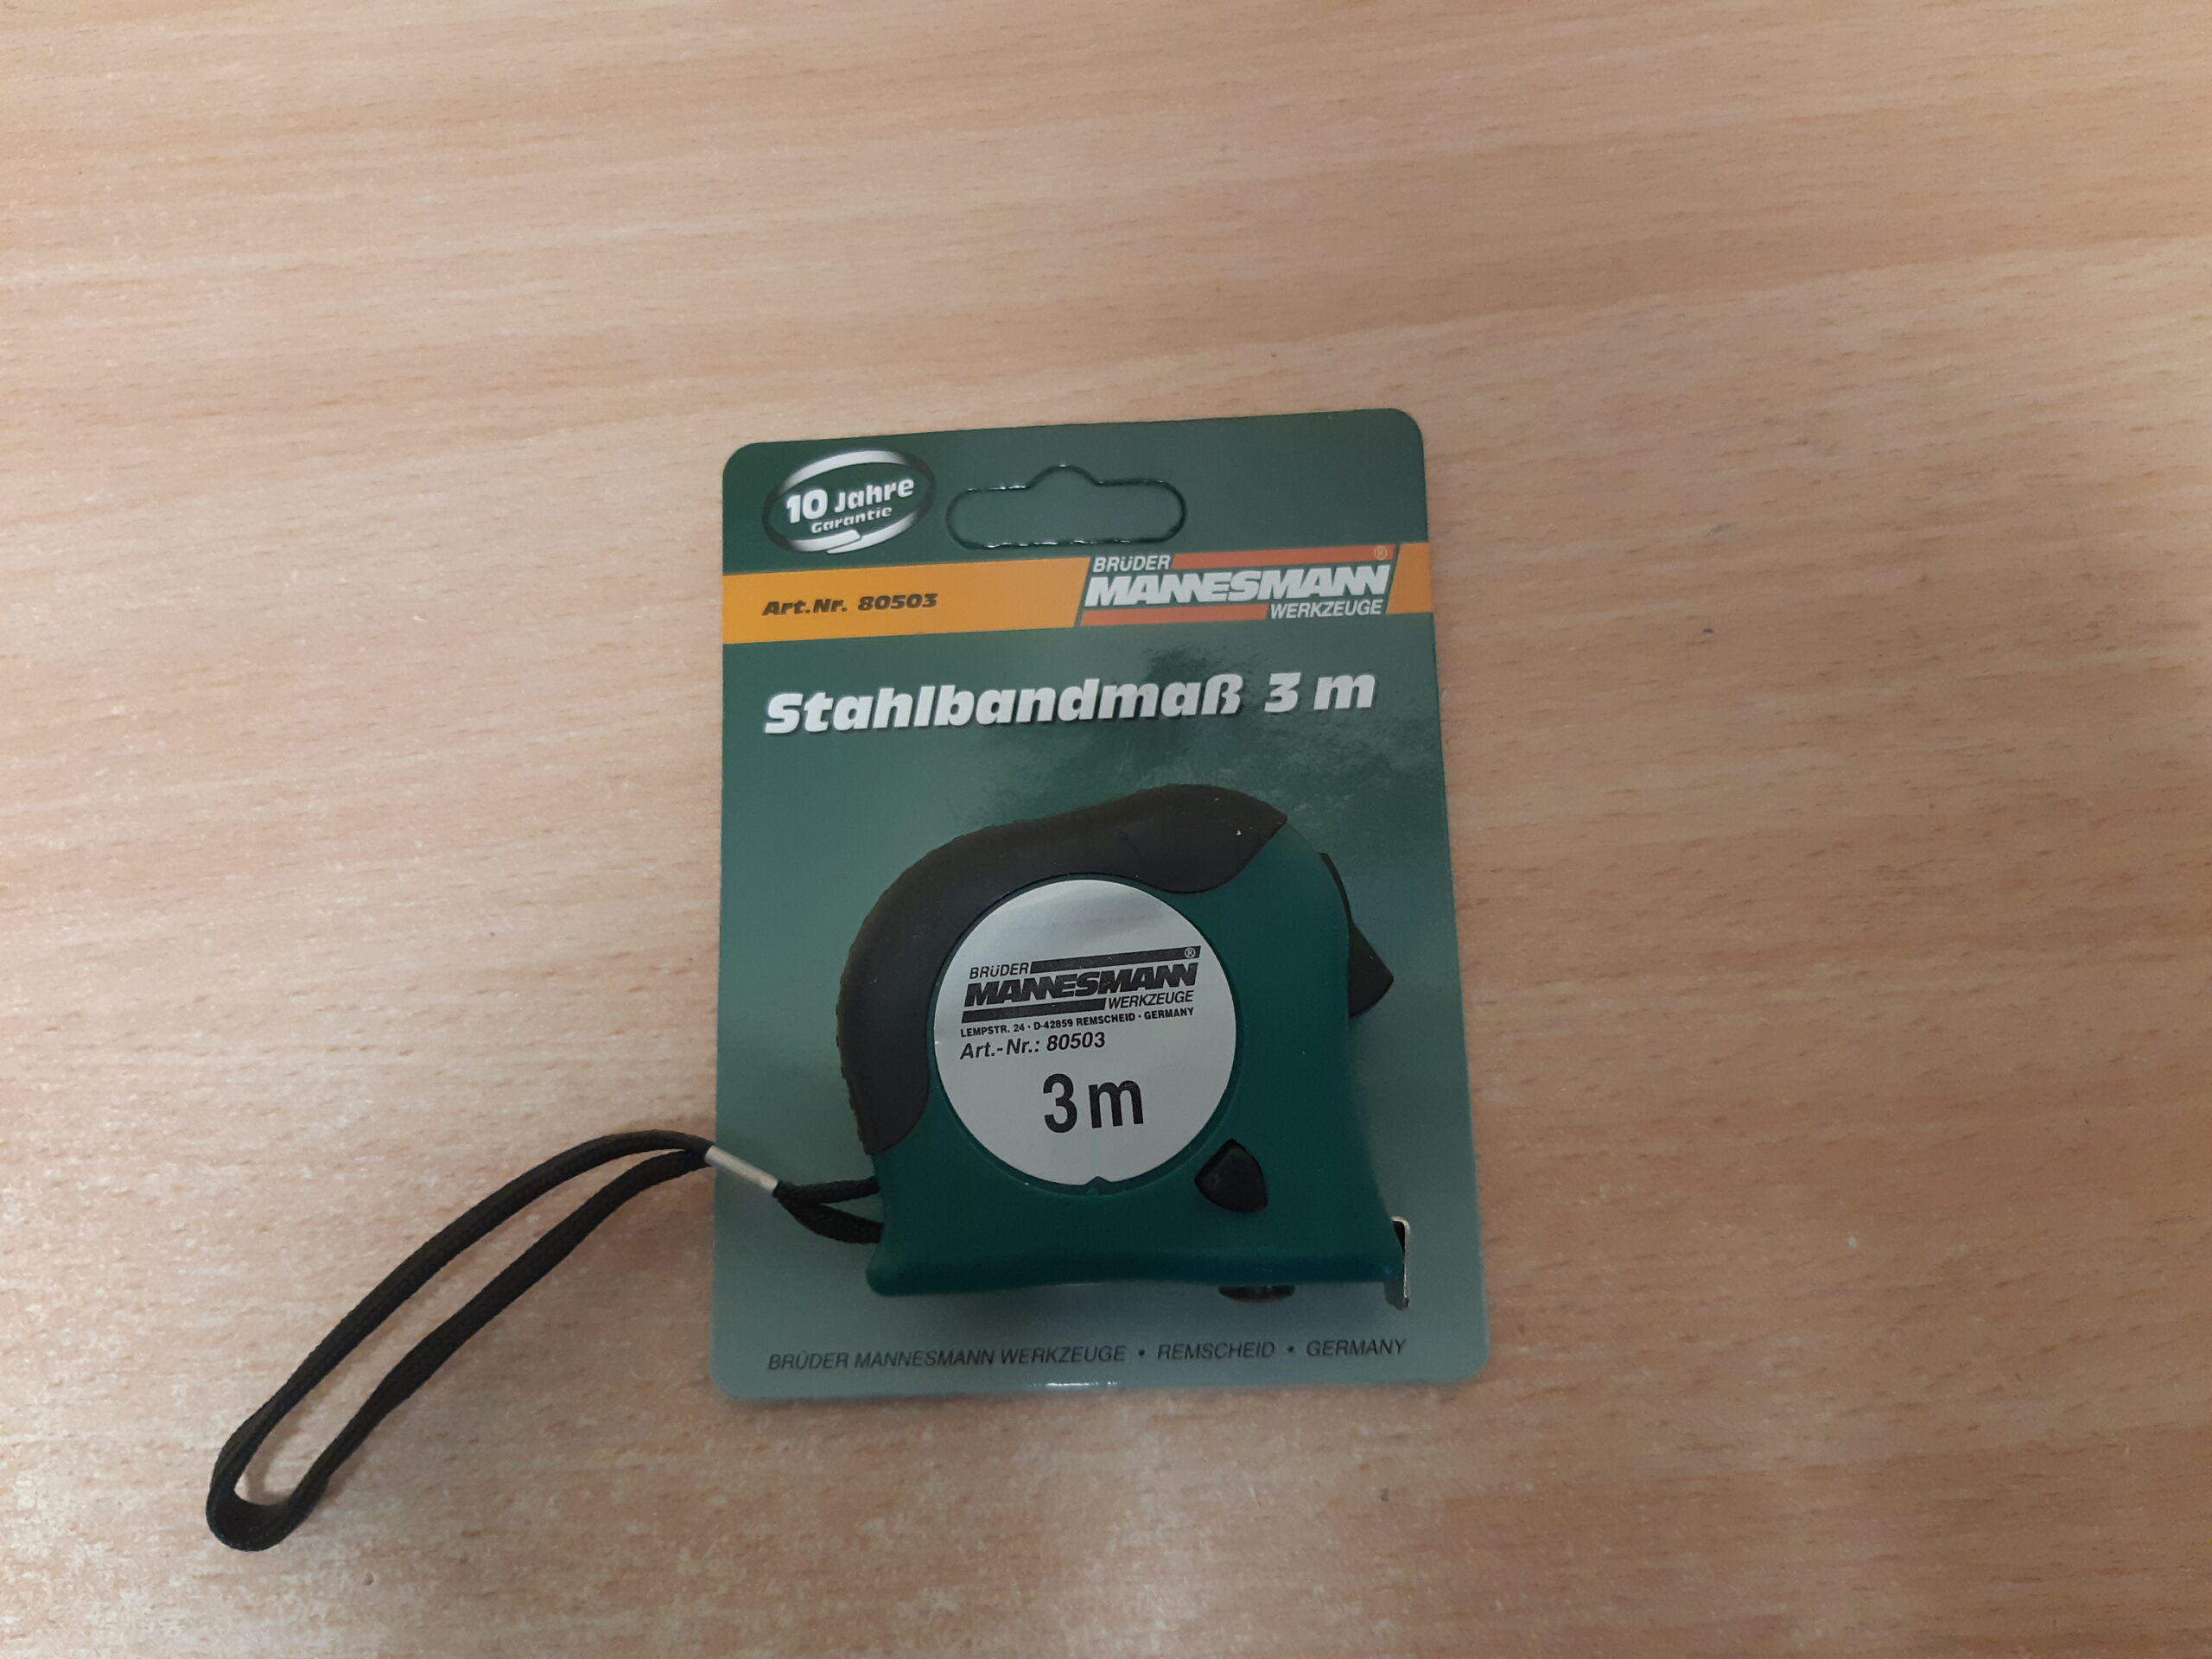 10 Jahre
Garantie
Art.Nr. 80503
BRÜDER
MANNESMANN®
WERKZEUGE
Stahlbandmaß 3 m
BRÜDER
MANNESMANN®
WERKZEUGE
LEMPSTR. 24 · D-42859 REMSCHEID · GERMANY
Art.-Nr.: 80503
3 m
BRÜDER MANNESMANN WERKZEUGE • REMSCHEID • GERMANY